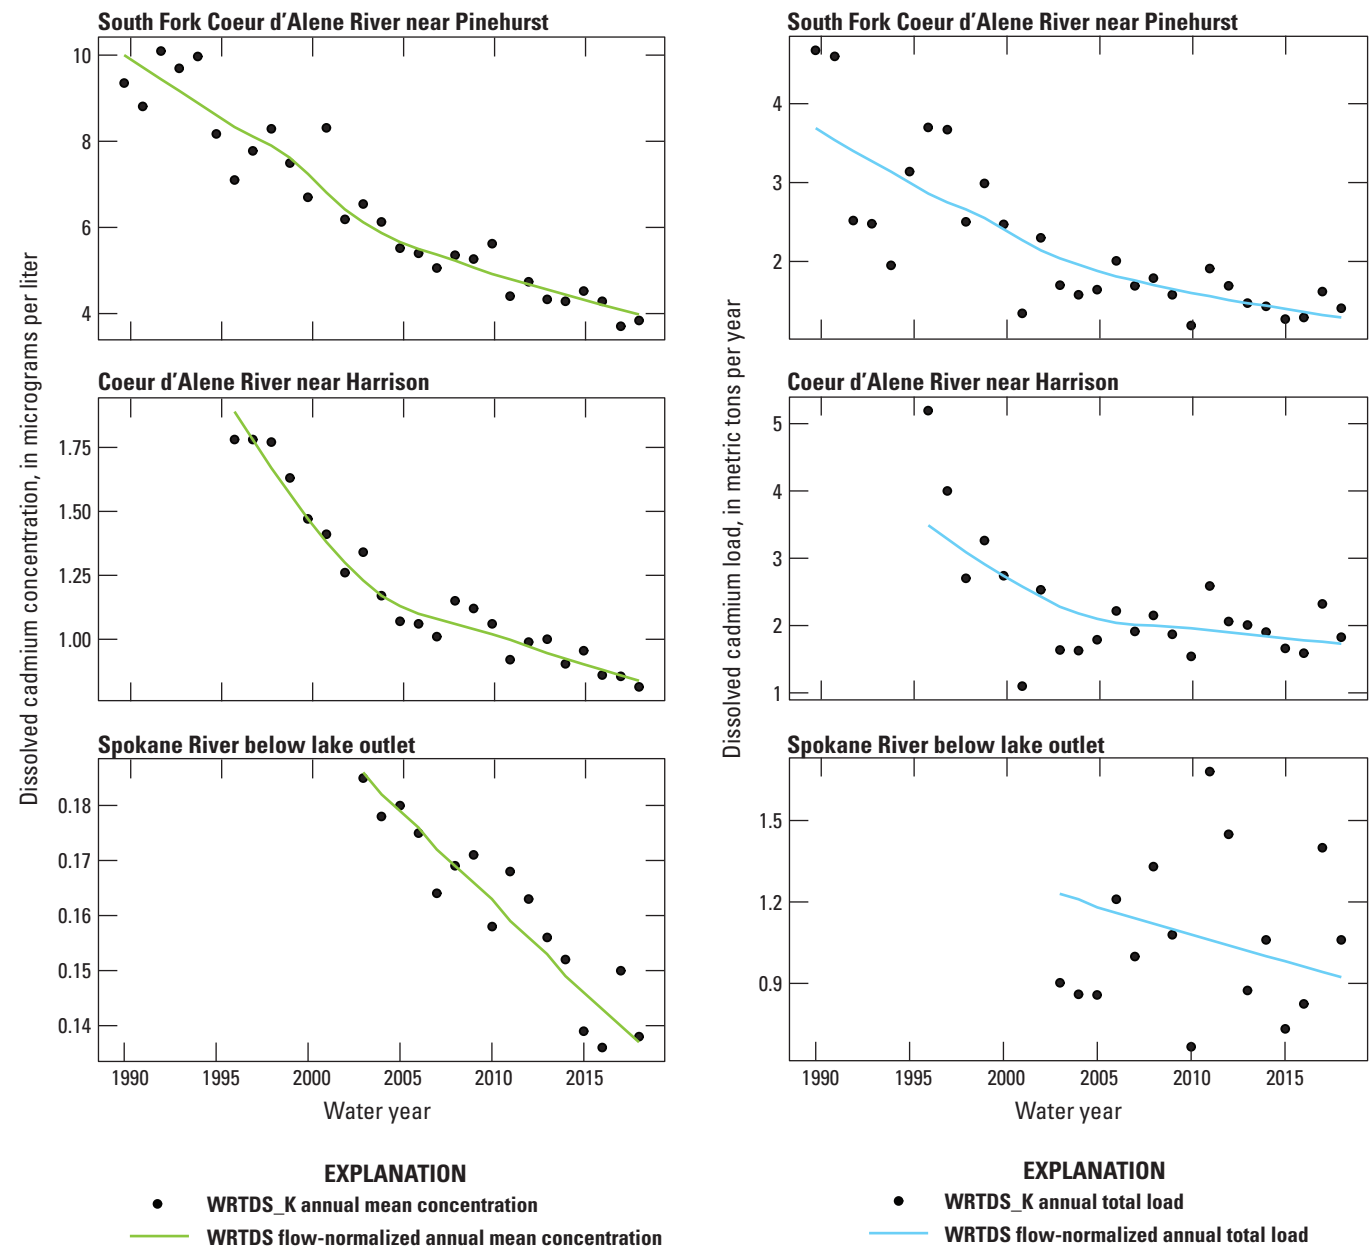 South Fork Coeur d'Alene River near Pinehurst
10
8
6
4
Coeur d'Alene River near Harrison
1.75
1.50
1.25
1.00
Spokane River below lake outlet
0.18
0.17
0.16
0.15
0.14
1990 1995 2000 2005 2010 2015
Water year
Dissolved cadmium concentration, in micrograms per liter
EXPLANATION
WRTDS_K annual mean concentration
WRTDS flow-normalized annual mean concentration
South Fork Coeur d'Alene River near Pinehurst
4
3
2
Coeur d'Alene River near Harrison
5
4
3
2
1
Spokane River below lake outlet
1.5
1.2
0.9
1990 1995 2000 2005 2010 2015
Water year
Dissolved cadmium load, in metric tons per year
EXPLANATION
WRTDS_K annual total load
WRTDS flow-normalized annual total load